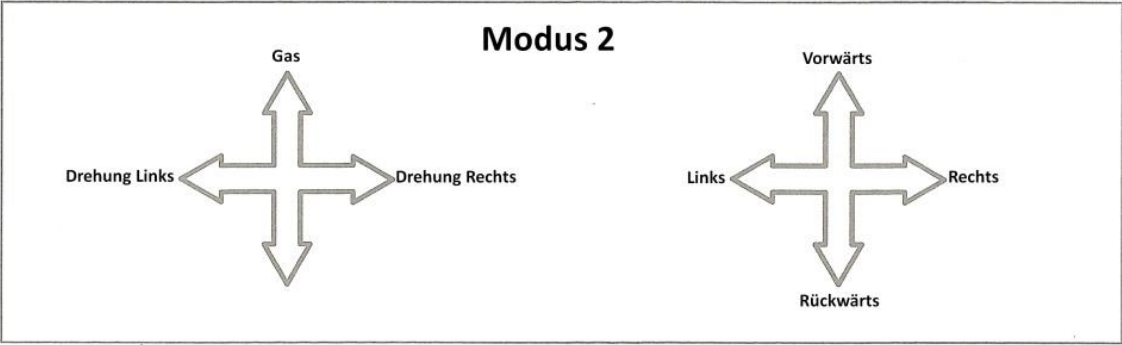 Modus 2
Gas
Drehung Links
Drehung Rechts
Vorwärts
Links
Rechts
Rückwärts